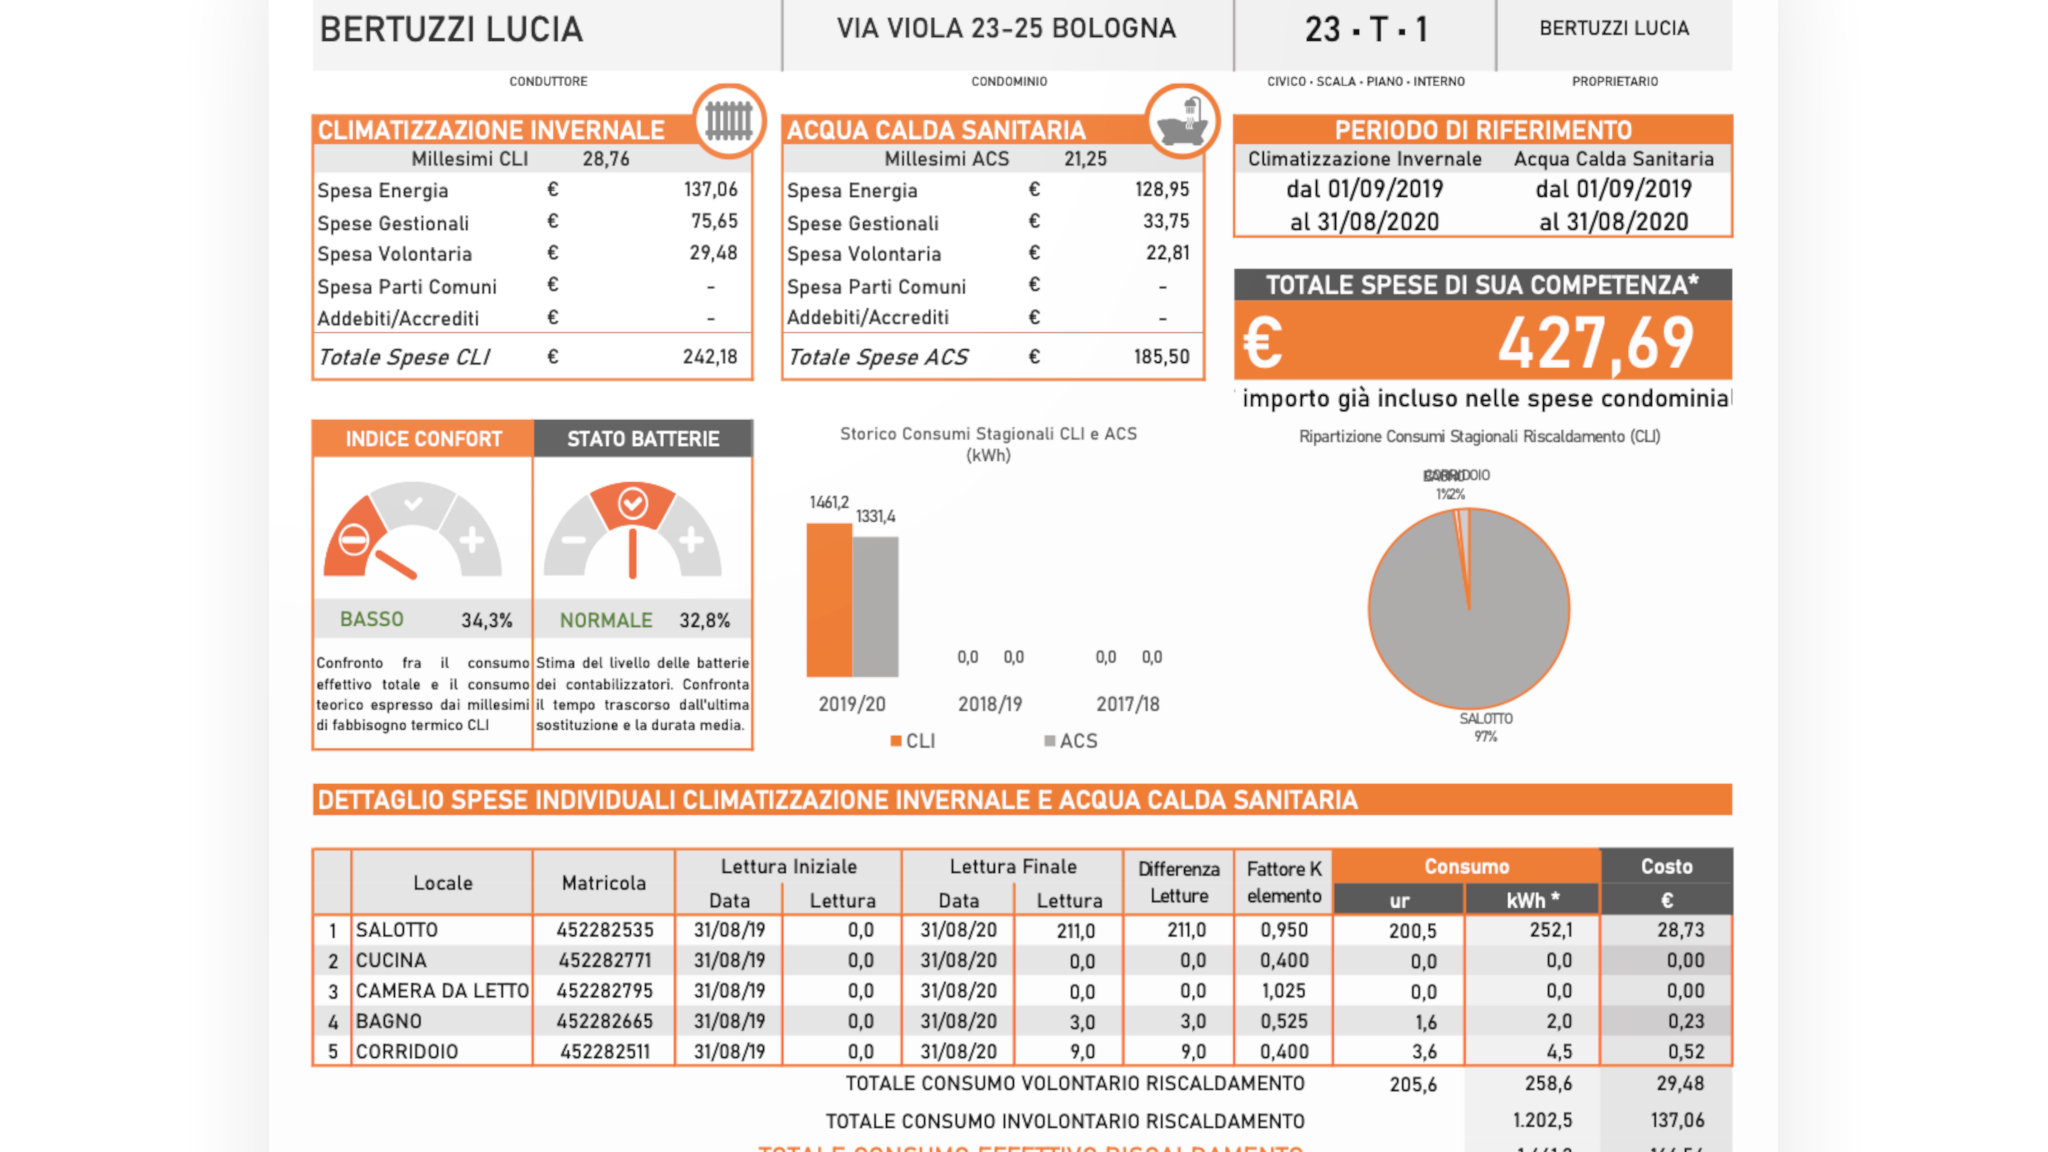 BERTUZZI LUCIA
VIA VIOLA 23-25 BOLOGNA
23 · T · 1
BERTUZZI LUCIA
CONDUTTORE
CONDOMINIO
CIVICO · SCALA · PIANO · INTERNO
PROPRIETARIO
CLIMATIZZAZIONE INVERNALE
Millesimi CLI 28,76
Spesa Energia € 137,06
Spese Gestionali € 75,65
Spesa Volontaria € 29,48
Spesa Parti Comuni € -
Addebiti/Accrediti € -
Totale Spese CLI € 242,18
ACQUA CALDA SANITARIA
Millesimi ACS 21,25
Spesa Energia € 128,95
Spese Gestionali € 33,75
Spesa Volontaria € 22,81
Spesa Parti Comuni € -
Addebiti/Accrediti € -
Totale Spese ACS € 185,50
PERIODO DI RIFERIMENTO
Climatizzazione Invernale Acqua Calda Sanitaria
dal 01/09/2019 dal 01/09/2019
al 31/08/2020 al 31/08/2020
TOTALE SPESE DI SUA COMPETENZA*
€ 427,69
importo già incluso nelle spese condominial
INDICE CONFORT
BASSO 34,3%
Confronto fra il consumo
effettivo totale e il consumo
teorico espresso dai millesimi
di fabbisogno termico CLI
STATO BATTERIE
NORMALE 32,8%
Stima del livello delle batterie
dei contabilizzatori. Confronta
il tempo trascorso dall'ultima
sostituzione e la durata media.
Storico Consumi Stagionali CLI e ACS
(kWh)
1461,2
1331,4
0,0 0,0 0,0 0,0
2019/20 2018/19 2017/18
CLI ACS
Ripartizione Consumi Stagionali Riscaldamento (CLI)
CORRIDOIO
1% 2%
SALOTTO
97%
DETTAGLIO SPESE INDIVIDUALI CLIMATIZZAZIONE INVERNALE E ACQUA CALDA SANITARIA
Locale Matricola Lettura Iniziale Lettura Finale Differenza Letture Fattore K elemento Consumo Costo
Data Lettura Data Lettura ur kWh * €
1 SALOTTO 452282535 31/08/19 0,0 31/08/20 211,0 211,0 0,950 200,5 252,1 28,73
2 CUCINA 452282771 31/08/19 0,0 31/08/20 0,0 0,0 0,400 0,0 0,0 0,00
3 CAMERA DA LETTO 452282795 31/08/19 0,0 31/08/20 0,0 0,0 1,025 0,0 0,0 0,00
4 BAGNO 452282665 31/08/19 0,0 31/08/20 3,0 3,0 0,525 1,6 2,0 0,23
5 CORRIDOIO 452282511 31/08/19 0,0 31/08/20 9,0 9,0 0,400 3,6 4,5 0,52
TOTALE CONSUMO VOLONTARIO RISCALDAMENTO 205,6 258,6 29,48
TOTALE CONSUMO INVOLONTARIO RISCALDAMENTO 1.202,5 137,06
TOTALE CONSUMO EFFETTIVO RISCALDAMENTO